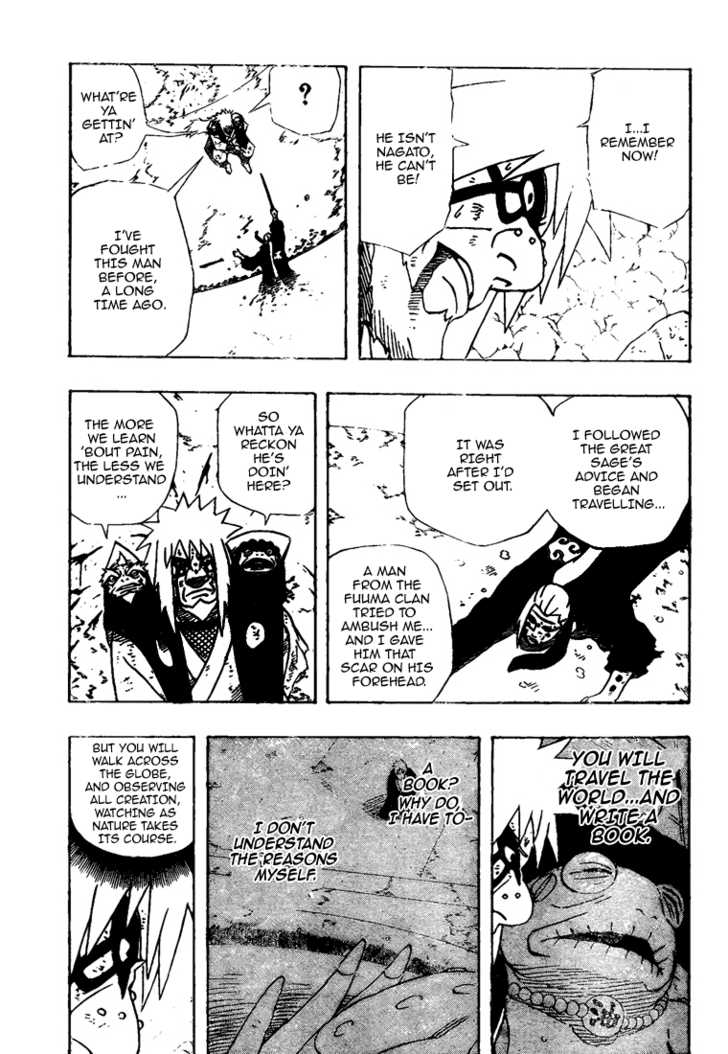 I...I
REMEMBER
NOW!
HE ISN'T
NAGATO,
HE CAN'T
BE!
?
WHAT'RE
YA
GETTIN'
AT?
I'VE
FOUGHT
THIS MAN
BEFORE,
A LONG
TIME AGO.
I FOLLOWED
THE GREAT
SAGE'S
ADVICE AND
BEGAN
TRAVELLING...
IT WAS
RIGHT
AFTER I'D
SET OUT.
A MAN
FROM THE
FUUMA CLAN
TRIED TO
AMBUSH ME...
AND I GAVE
HIM THAT
SCAR ON HIS
FOREHEAD.
SO
WHATTA YA
RECKON
HE'S
DOIN'
HERE?
THE MORE
WE LEARN
'BOUT PAIN,
THE LESS WE
UNDERSTAND
...
YOU WILL
TRAVEL THE
WORLD...AND
WRITE A
BOOK.
A
BOOK?
WHY DO
I HAVE TO-
I DON'T
UNDERSTAND
THE REASONS
MYSELF.
BUT YOU WILL
WALK ACROSS
THE GLOBE,
AND OBSERVING
ALL CREATION,
WATCHING AS
NATURE TAKES
ITS COURSE.